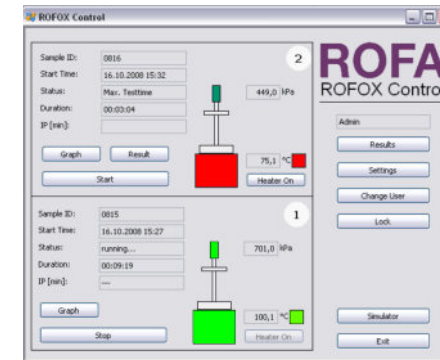 ROFOX Control
Sample ID: 0816
Start Time: 16.10.2008 15:32
Status: Max. Testtime
Duration: 00:03:04
IP [min]:
Graph Result
Start
2
449,0 kPa
75,1 °C
Heater On
Sample ID: 0815
Start Time: 16.10.2008 15:27
Status: running...
Duration: 00:09:19
IP [min]: ---
Graph
Stop
1
701,0 kPa
100,1 °C
Heater On
ROFA
ROFOX Contro
Admin
Results
Settings
Change User
Lock
Simulator
Exit